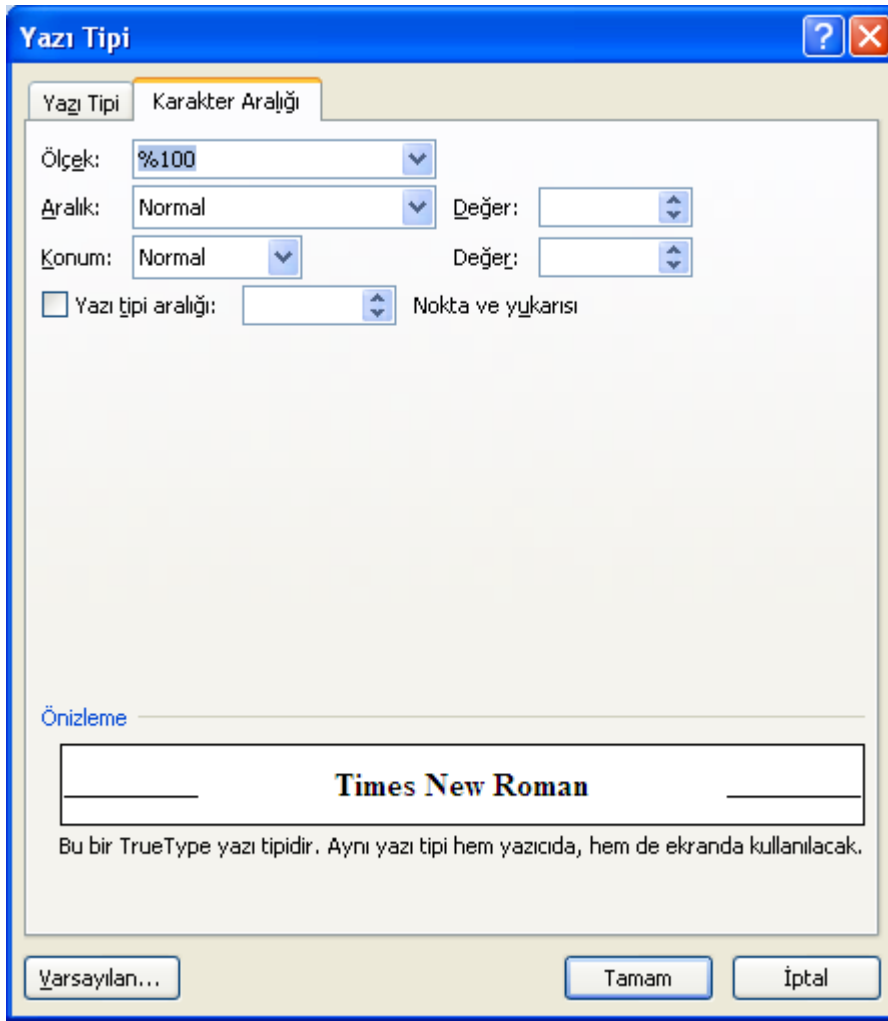 Yazı Tipi
Yazı Tipi Karakter Aralığı
Ölçek: %100
Aralık: Normal Değer:
Konum: Normal Değer:
Yazı tipi aralığı: Nokta ve yukarısı
Önizleme
Times New Roman
Bu bir TrueType yazı tipidir. Aynı yazı tipi hem yazıcıda, hem de ekranda kullanılacak.
Varsayılan... Tamam İptal